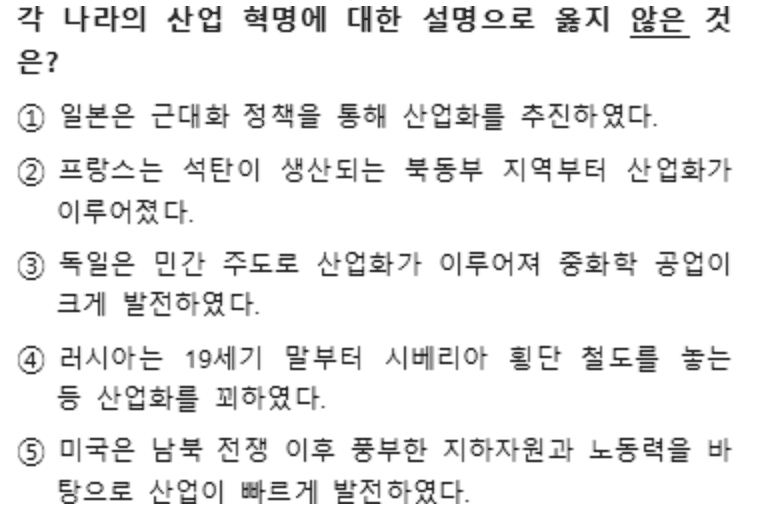 각 나라의 산업 혁명에 대한 설명으로 옳지 않은 것
은?
① 일본은 근대화 정책을 통해 산업화를 추진하였다.
② 프랑스는 석탄이 생산되는 북동부 지역부터 산업화가
이루어졌다.
③ 독일은 민간 주도로 산업화가 이루어져 중화학 공업이
크게 발전하였다.
④ 러시아는 19세기 말부터 시베리아 횡단 철도를 놓는
등 산업화를 꾀하였다.
⑤ 미국은 남북 전쟁 이후 풍부한 지하자원과 노동력을 바
탕으로 산업이 빠르게 발전하였다.